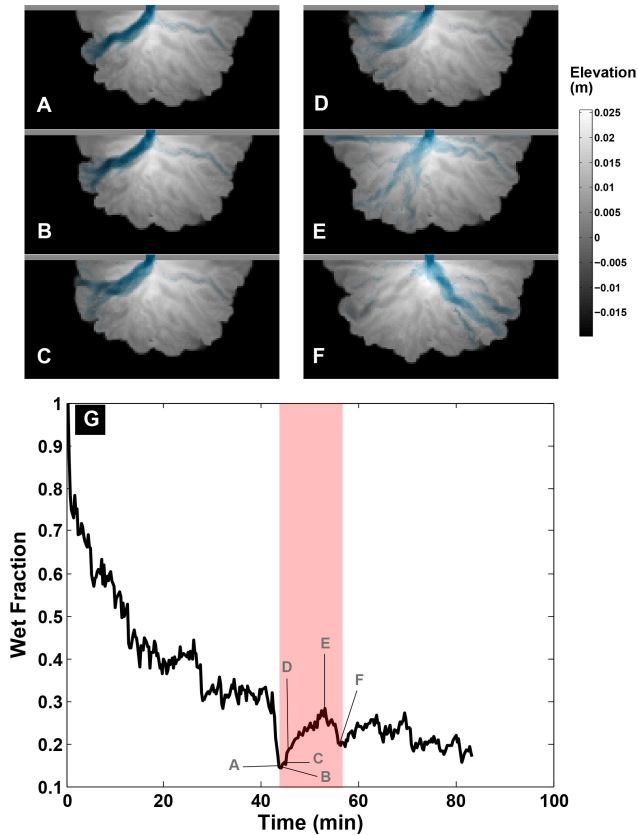 A
D
Elevation
(m)
0.025
0.02
0.015
0.01
0.005
0
−0.005
−0.01
−0.015
B
E
C
F
G
1
0.9
0.8
0.7
0.6
0.5
0.4
0.3
0.2
0.1
Wet Fraction
E
D
F
A
C
B
0
20
40
60
80
100
Time (min)